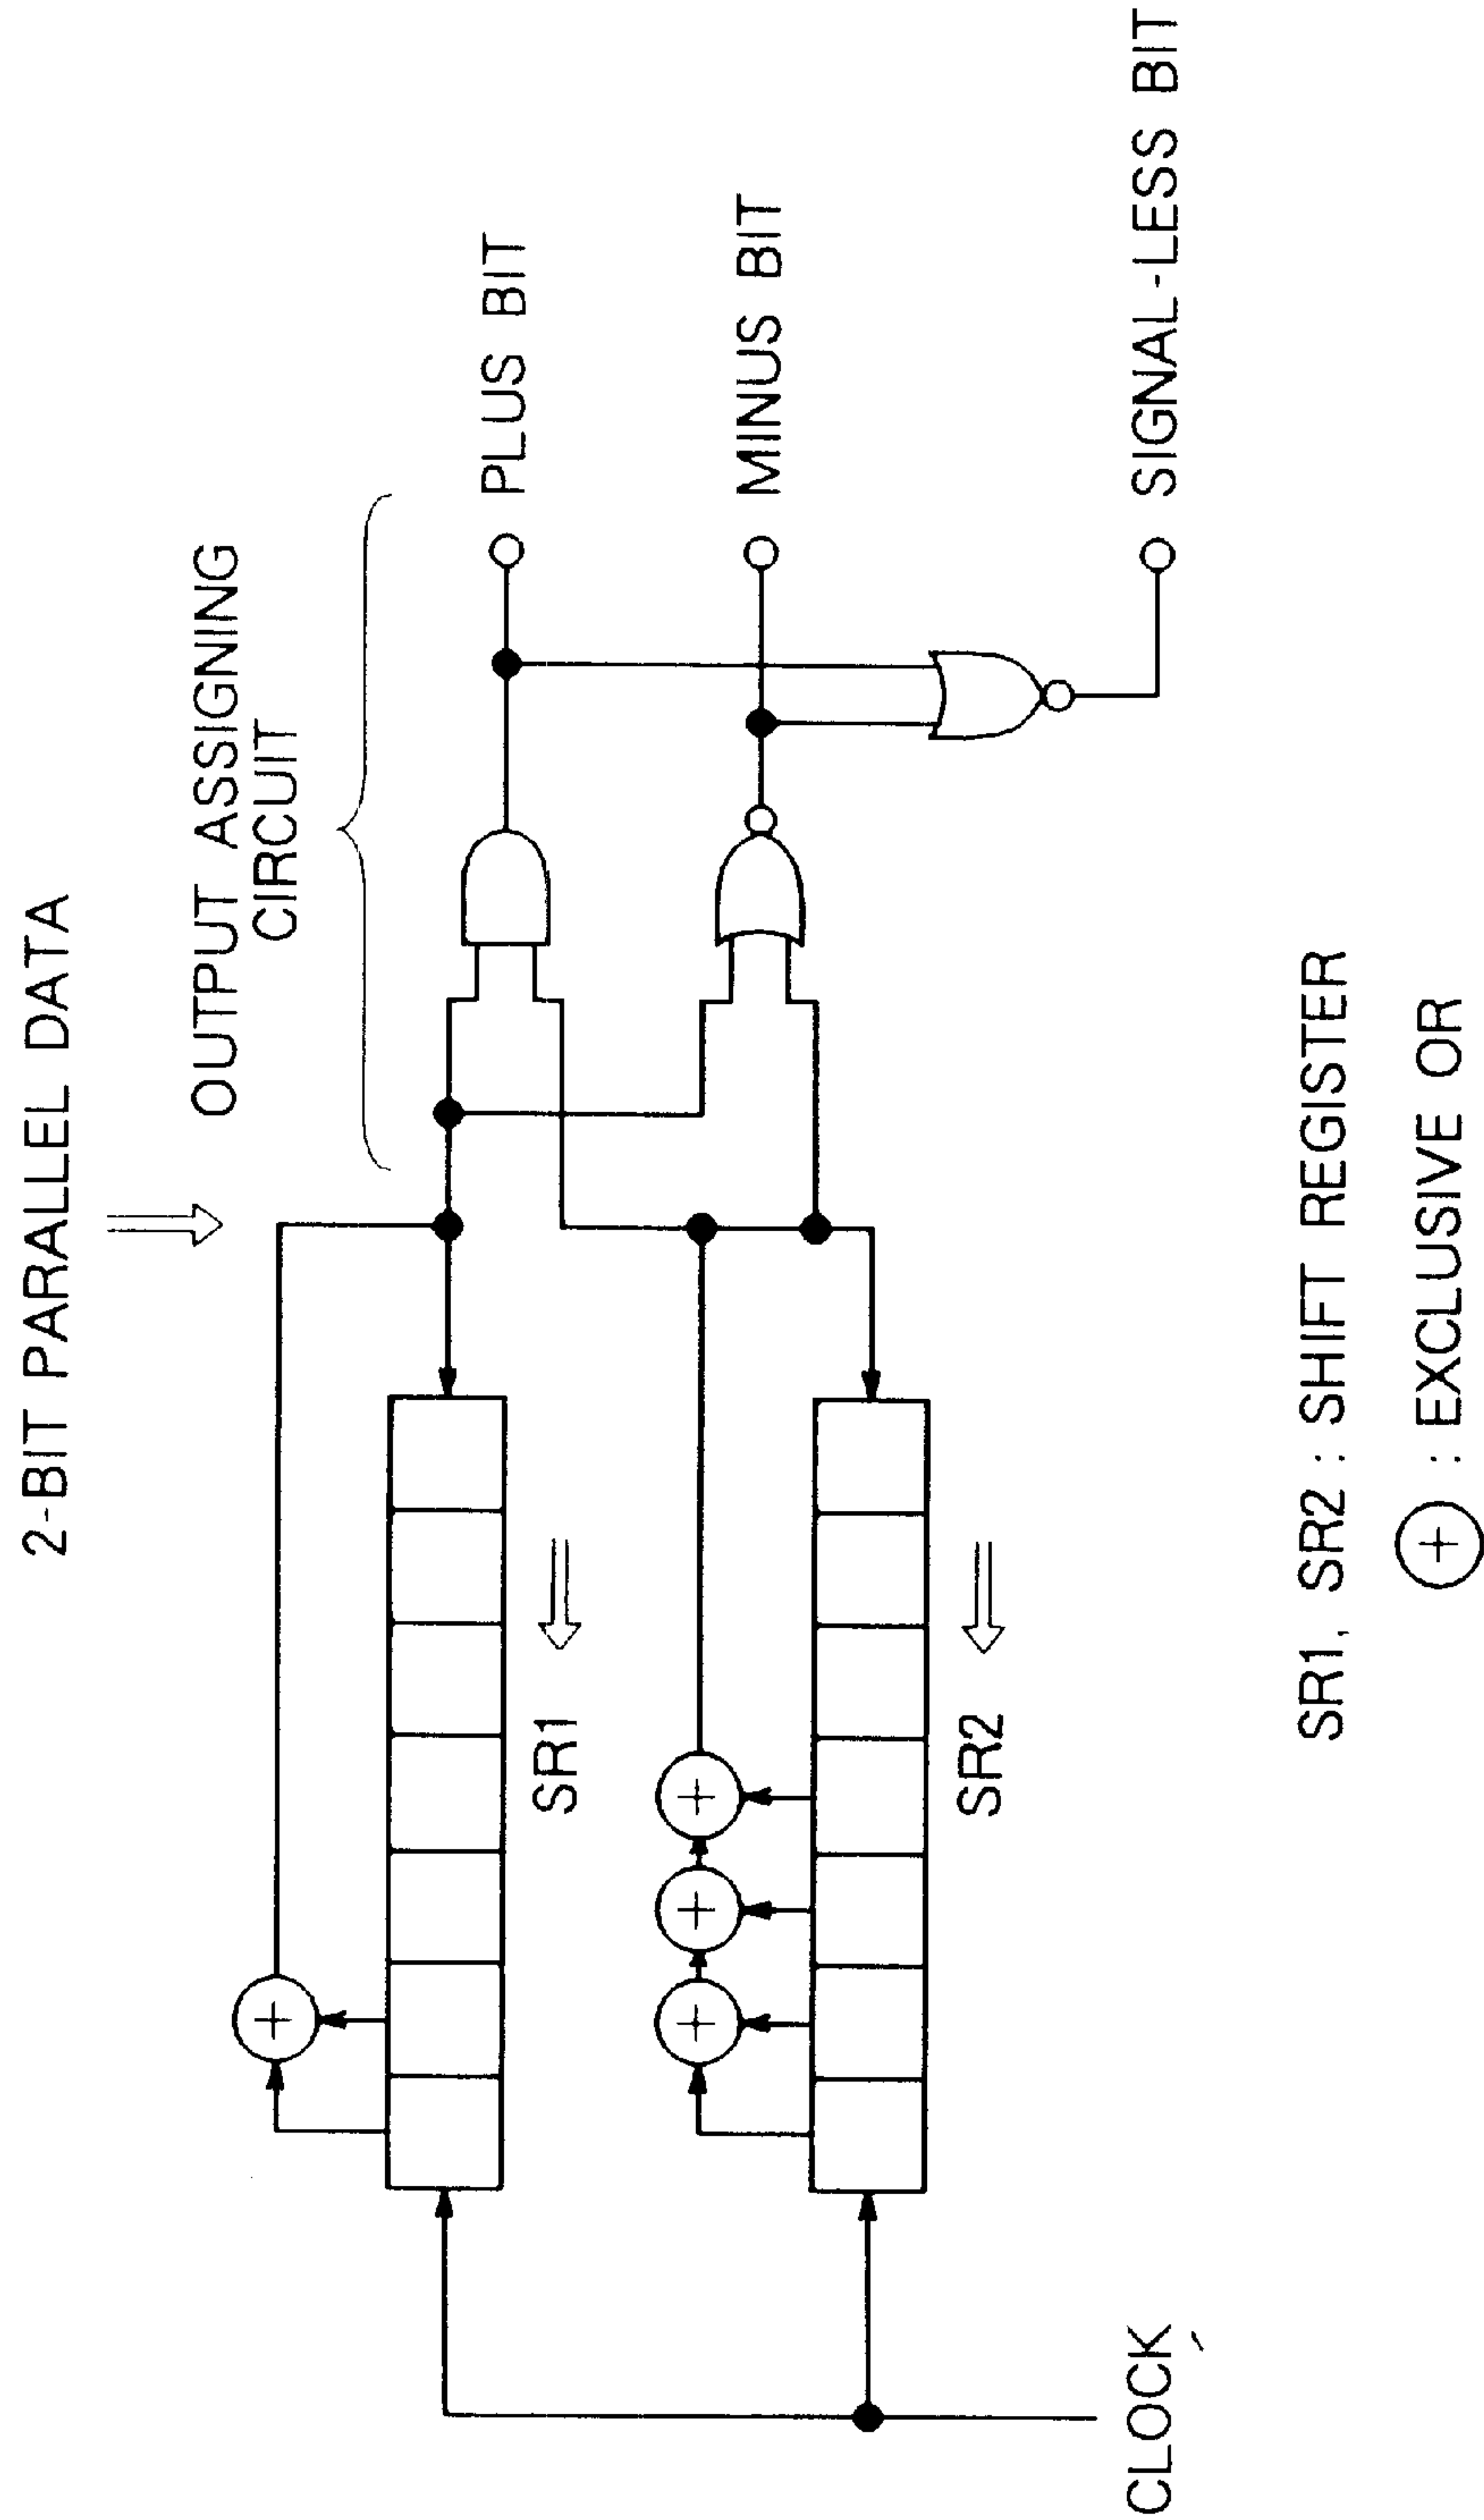 2-BIT PARALLEL DATA
OUTPUT ASSIGNING
CIRCUIT
PLUS BIT
MINUS BIT
SIGNAL-LESS BIT
SR1
SR2
CLOCK
SR1, SR2 : SHIFT REGISTER
: EXCLUSIVE OR